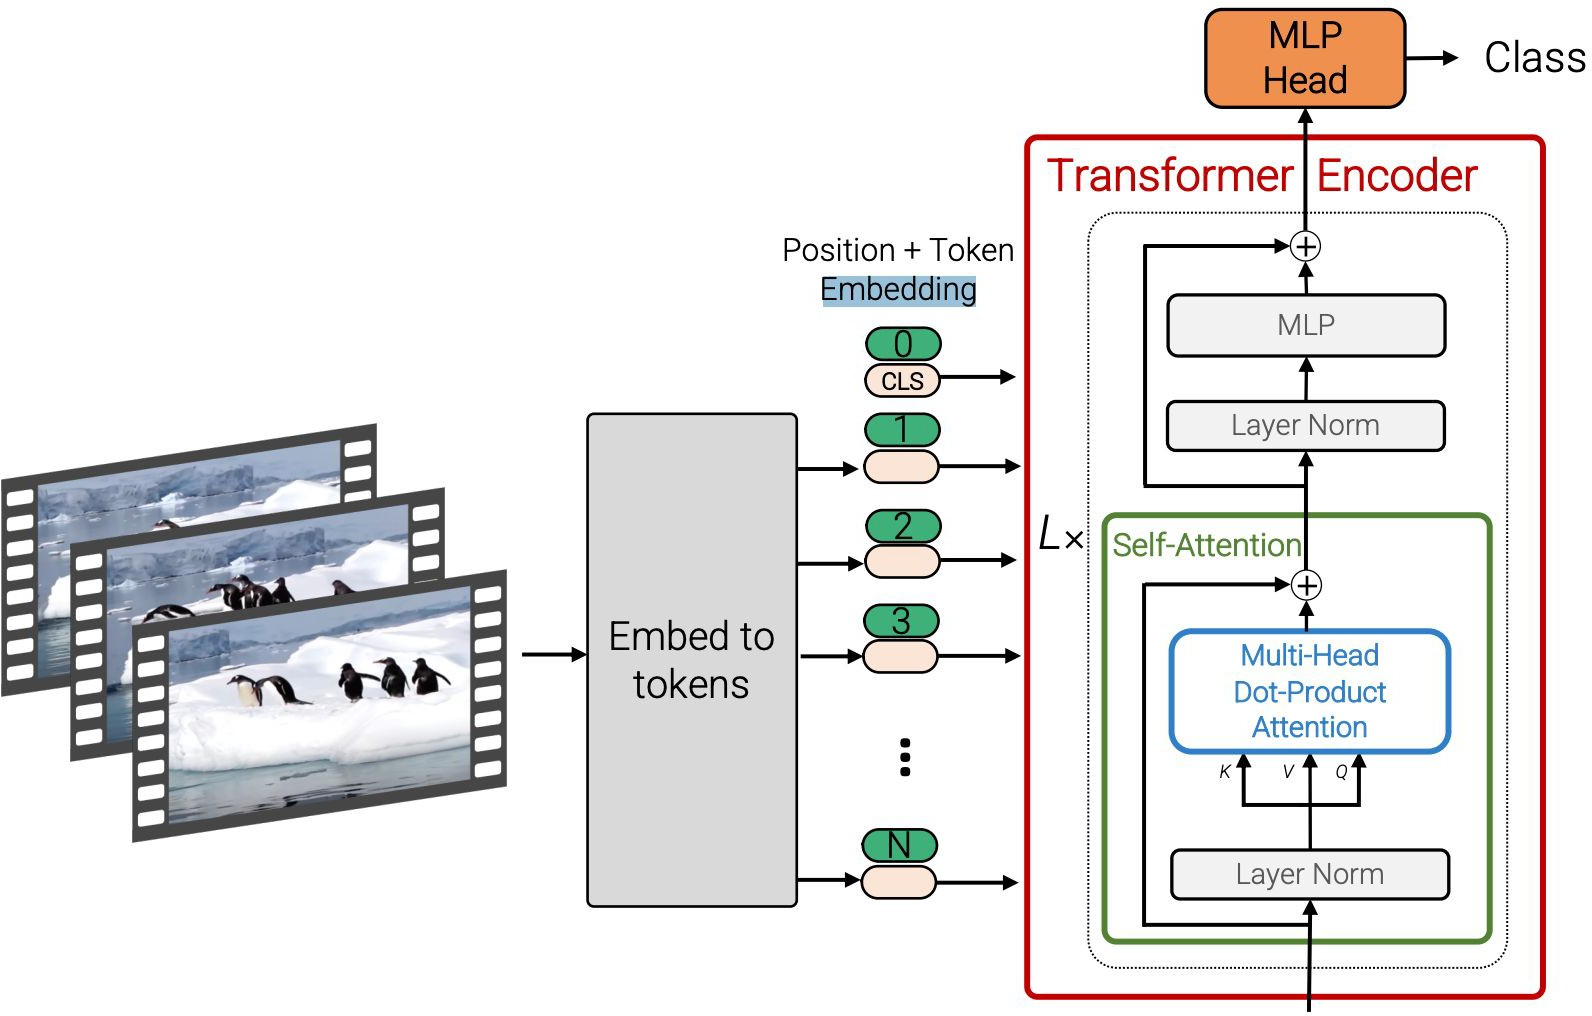 MLP
Head
Class
Transformer Encoder
Position + Token
Embedding
0
CLS
1
2
3
N
Embed to
tokens
L×
MLP
Layer Norm
Self-Attention
Multi-Head
Dot-Product
Attention
K V Q
Layer Norm